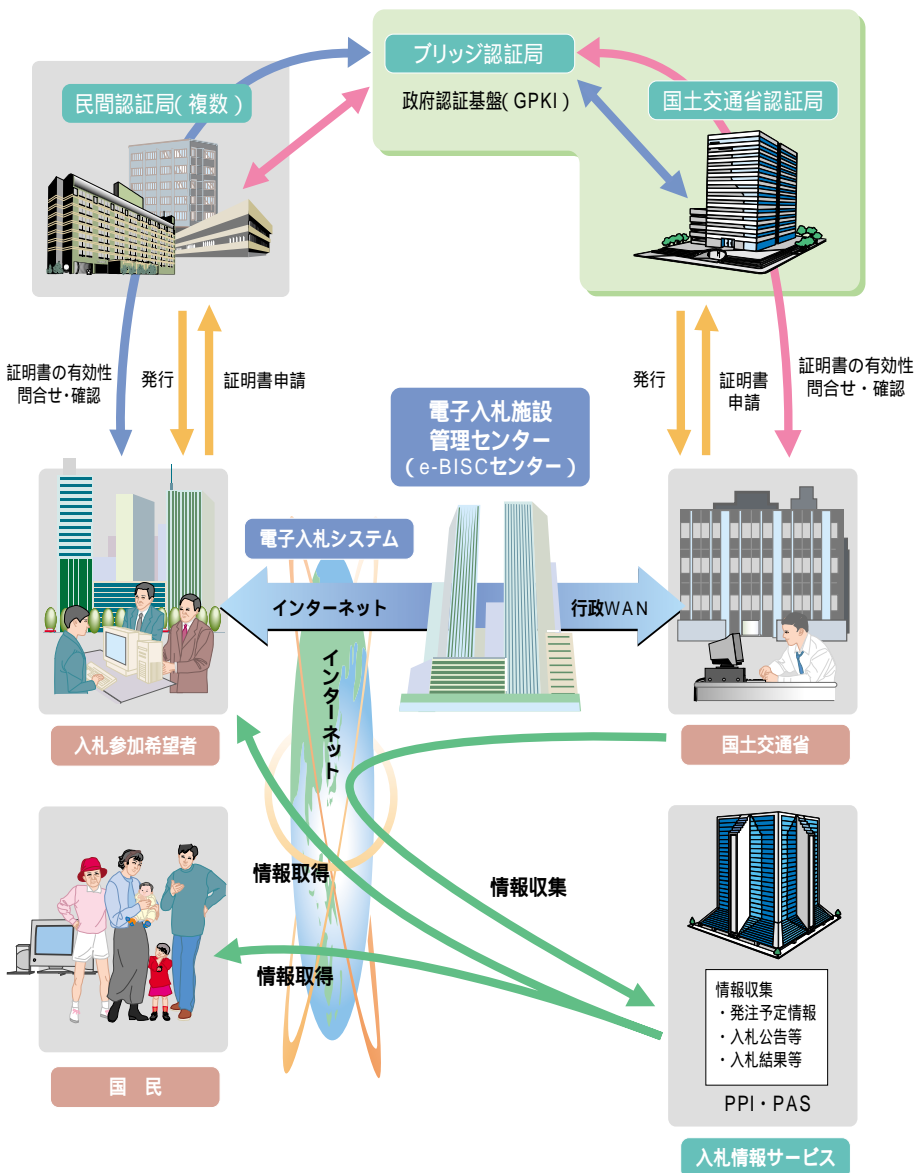 ブリッジ認証局
民間認証局(複数)
政府認証基盤(GPKI)
国土交通省認証局
証明書の有効性
問合せ・確認
発行
証明書申請
発行
証明書
申請
証明書の有効性
問合せ・確認
電子入札施設
管理センター
(e-BISCセンター)
電子入札システム
インターネット
行政WAN
インターネット
入札参加希望者
国土交通省
情報取得
情報収集
情報取得
国 民
情報収集
・発注予定情報
・入札公告等
・入札結果等
PPI・PAS
入札情報サービス